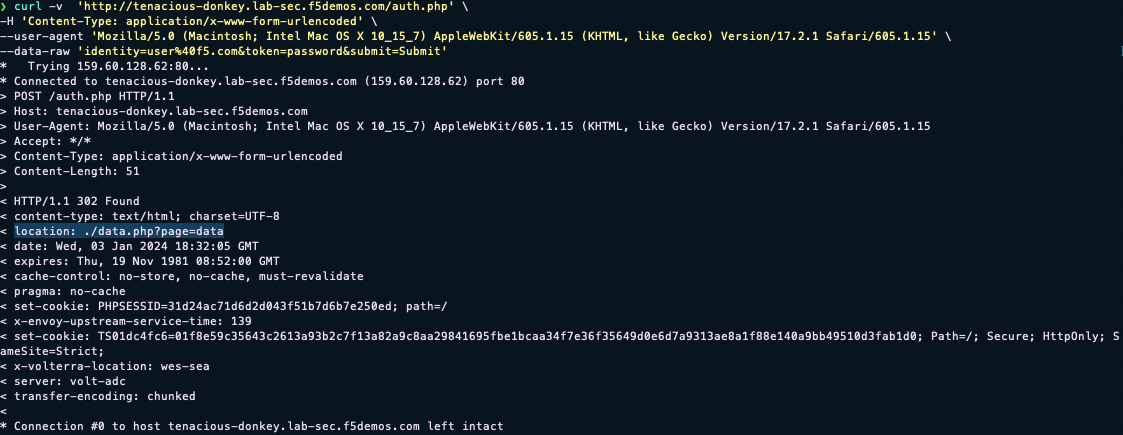 ❯ curl -v  'http://tenacious-donkey.lab-sec.f5demos.com/auth.php' \
-H 'Content-Type: application/x-www-form-urlencoded' \
--user-agent 'Mozilla/5.0 (Macintosh; Intel Mac OS X 10_15_7) AppleWebKit/605.1.15 (KHTML, like Gecko) Version/17.2.1 Safari/605.1.15' \
--data-raw 'identity=user%40f5.com&token=password&submit=Submit'
*   Trying 159.60.128.62:80...
* Connected to tenacious-donkey.lab-sec.f5demos.com (159.60.128.62) port 80
> POST /auth.php HTTP/1.1
> Host: tenacious-donkey.lab-sec.f5demos.com
> User-Agent: Mozilla/5.0 (Macintosh; Intel Mac OS X 10_15_7) AppleWebKit/605.1.15 (KHTML, like Gecko) Version/17.2.1 Safari/605.1.15
> Accept: */*
> Content-Type: application/x-www-form-urlencoded
> Content-Length: 51
>
< HTTP/1.1 302 Found
< content-type: text/html; charset=UTF-8
< location: ./data.php?page=data
< date: Wed, 03 Jan 2024 18:32:05 GMT
< expires: Thu, 19 Nov 1981 08:52:00 GMT
< cache-control: no-store, no-cache, must-revalidate
< pragma: no-cache
< set-cookie: PHPSESSID=31d24ac71d6d2d043f51b7d6b7e250ed; path=/
< x-envoy-upstream-service-time: 139
< set-cookie: TS01dc4fc6=01f8e59c35643c2613a93b2c7f13a82a9c8aa29841695fbe1bcaa34f7e36f35649d0e6d7a9313ae8a1f88e140a9bb49510d3fab1d0; Path=/; Secure; HttpOnly; S
ameSite=Strict;
< x-volterra-location: wes-sea
< server: volt-adc
< transfer-encoding: chunked
<
* Connection #0 to host tenacious-donkey.lab-sec.f5demos.com left intact